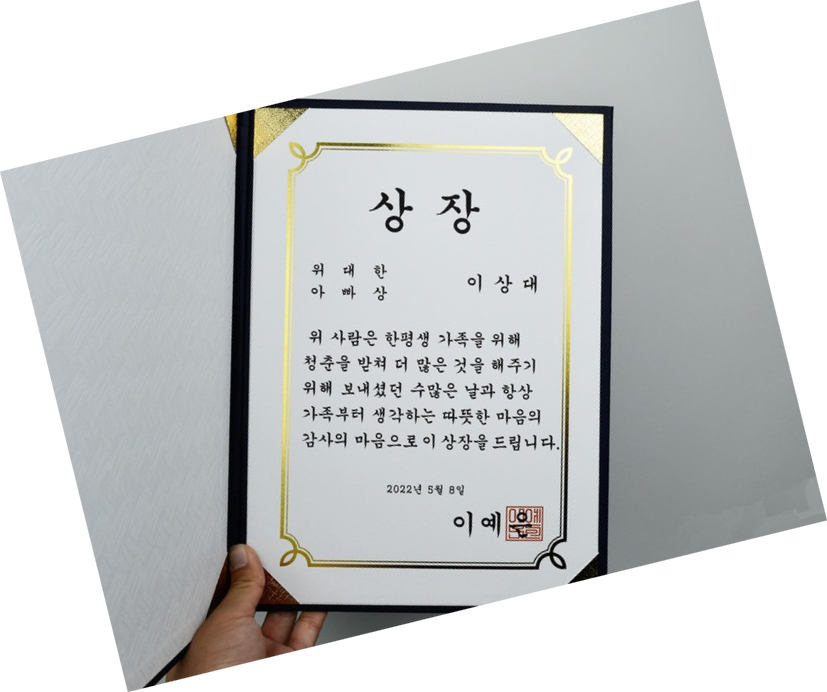 상 장
위 대 한
아 빠 상
이 상 대
위 사람은 한평생 가족을 위해
청춘을 받쳐 더 많은 것을 해주기
위해 보내셨던 수많은 날과 항상
가족부터 생각하는 따뜻한 마음의
감사의 마음으로 이 상장을 드립니다.
2022년 5월 8일
이 예 은